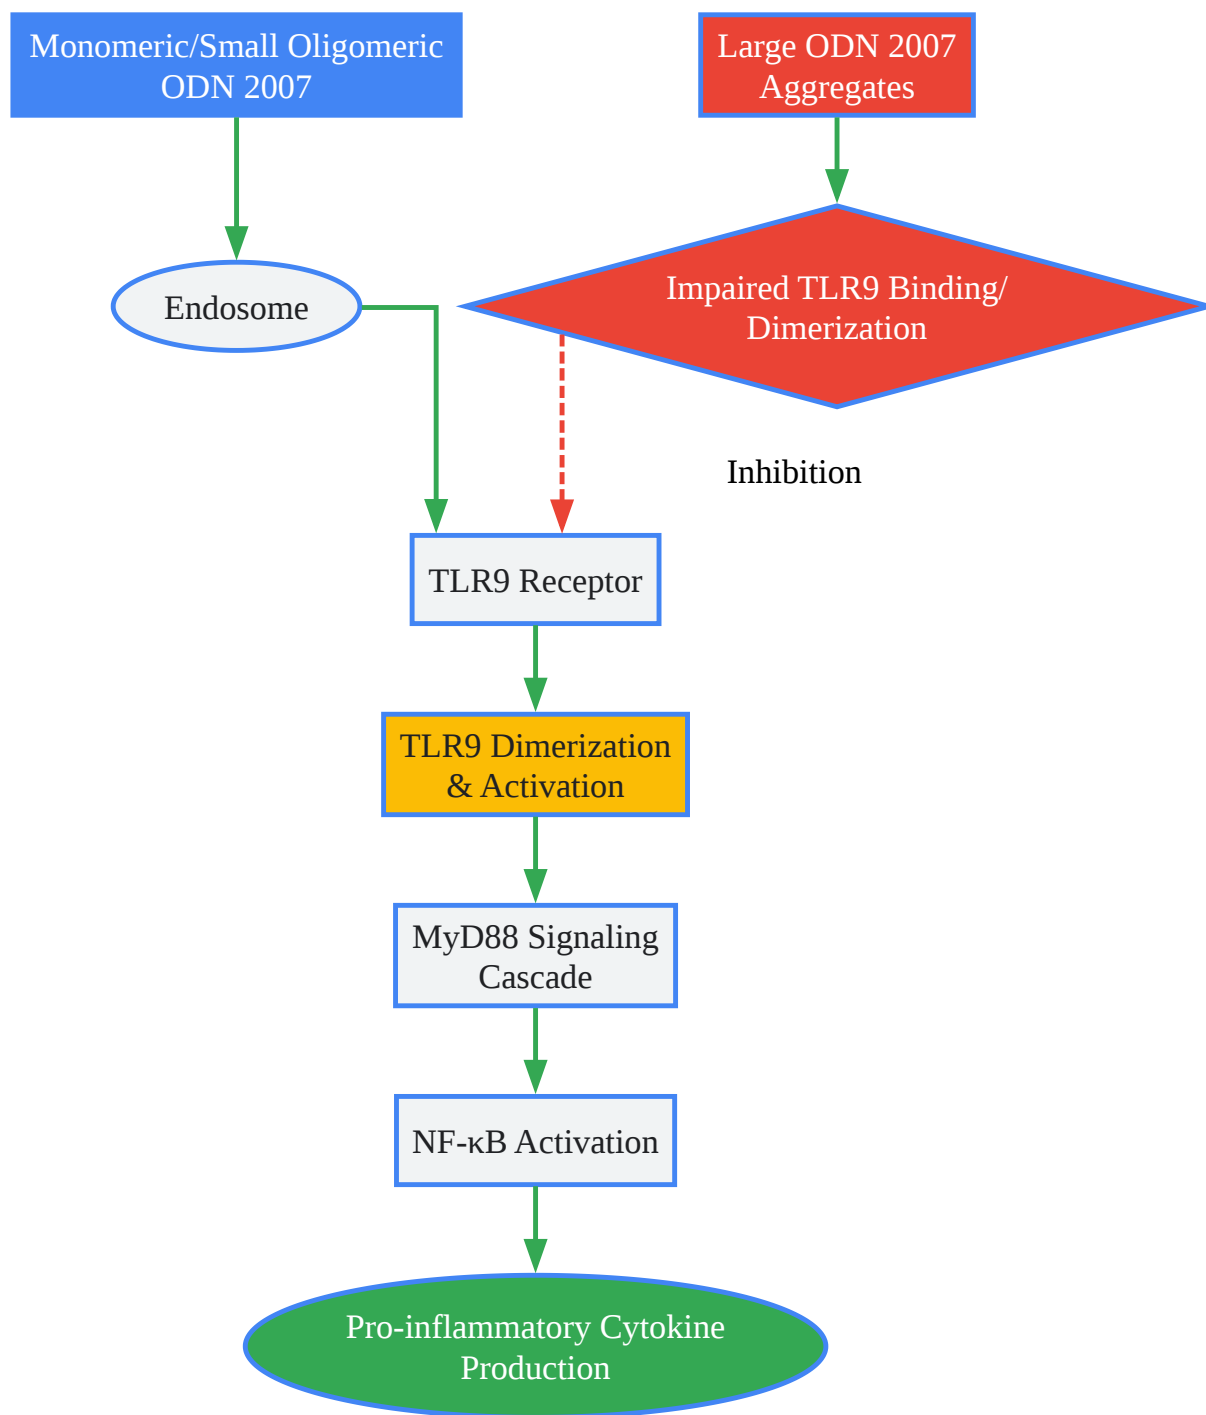 Monomeric/Small Oligomeric
ODN 2007
Large ODN 2007
Aggregates
Endosome
Impaired TLR9 Binding/
Dimerization
Inhibition
TLR9 Receptor
TLR9 Dimerization
& Activation
MyD88 Signaling
Cascade
NF-κB Activation
Pro-inflammatory Cytokine
Production